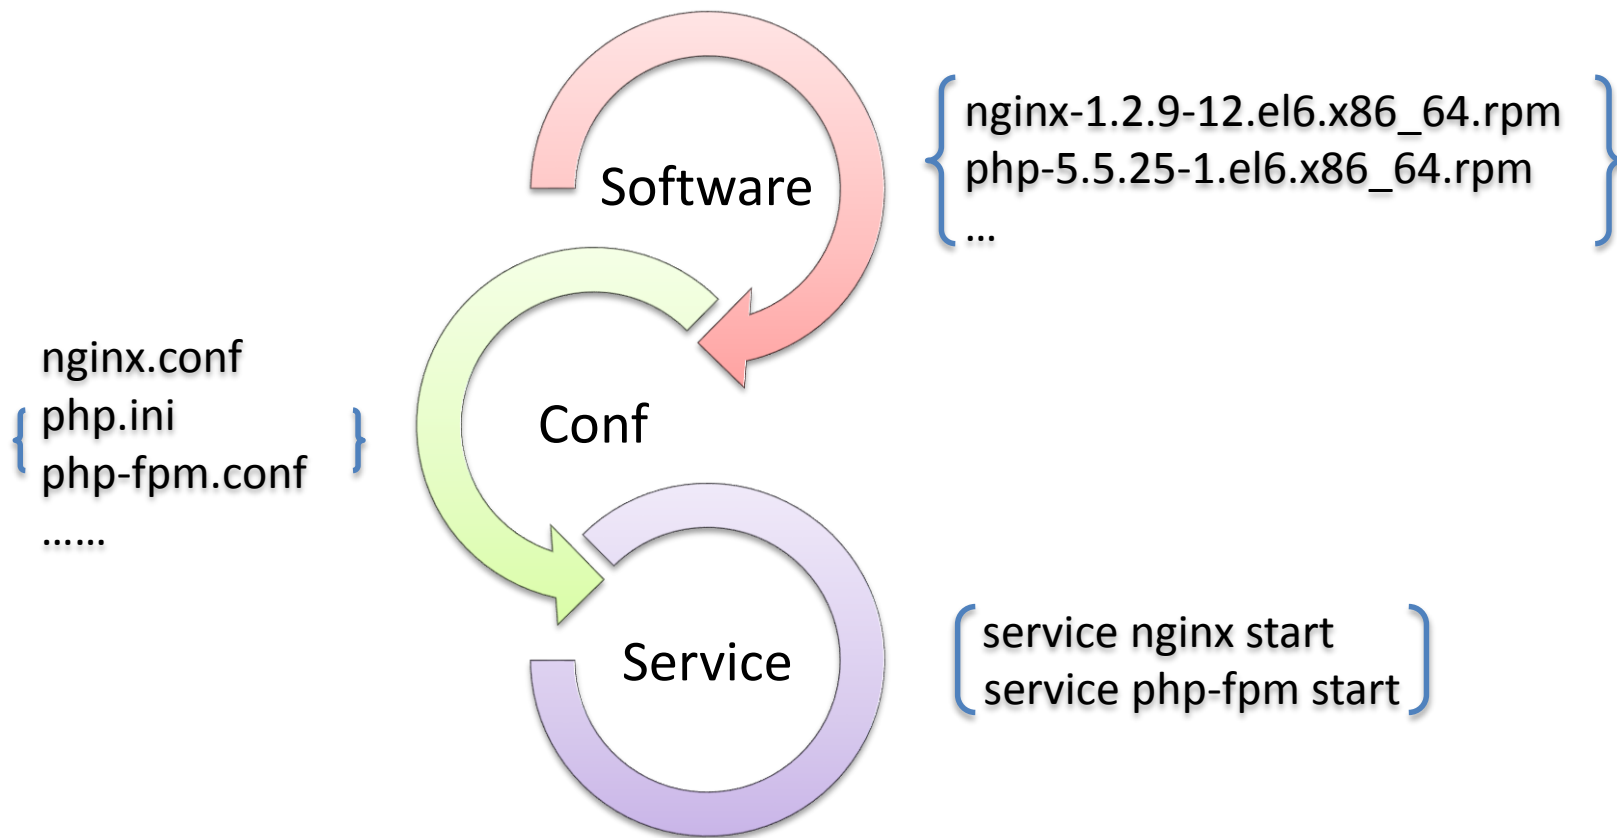 Software
nginx-1.2.9-12.el6.x86_64.rpm
php-5.5.25-1.el6.x86_64.rpm
...
Conf
nginx.conf
php.ini
php-fpm.conf
......
Service
service nginx start
service php-fpm start